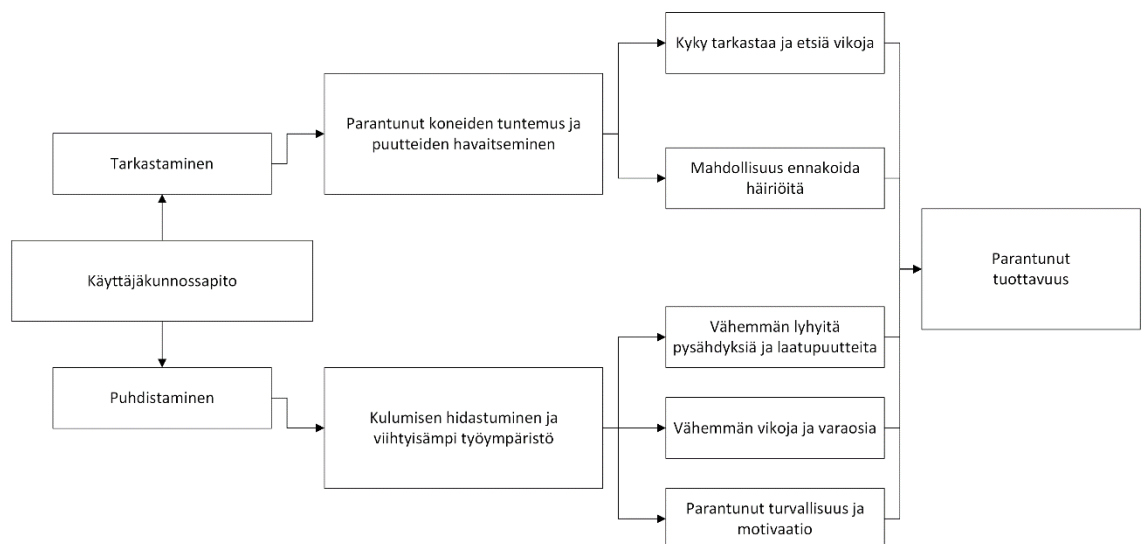 Kyky tarkastaa ja etsiä vikoja
Parantunut koneiden tuntemus ja
puutteiden havaitseminen
Tarkastaminen
Mahdollisuus ennakoida
häiriöitä
Käyttäjäkunnossapito
Parantunut
tuottavuus
Vähemmän lyhyitä
pysähdyksiä ja laatupuutteita
Puhdistaminen
Kulumisen hidastuminen ja
viihtyisämpi työympäristö
Vähemmän vikoja ja varaosia
Parantunut turvallisuus ja
motivaatio